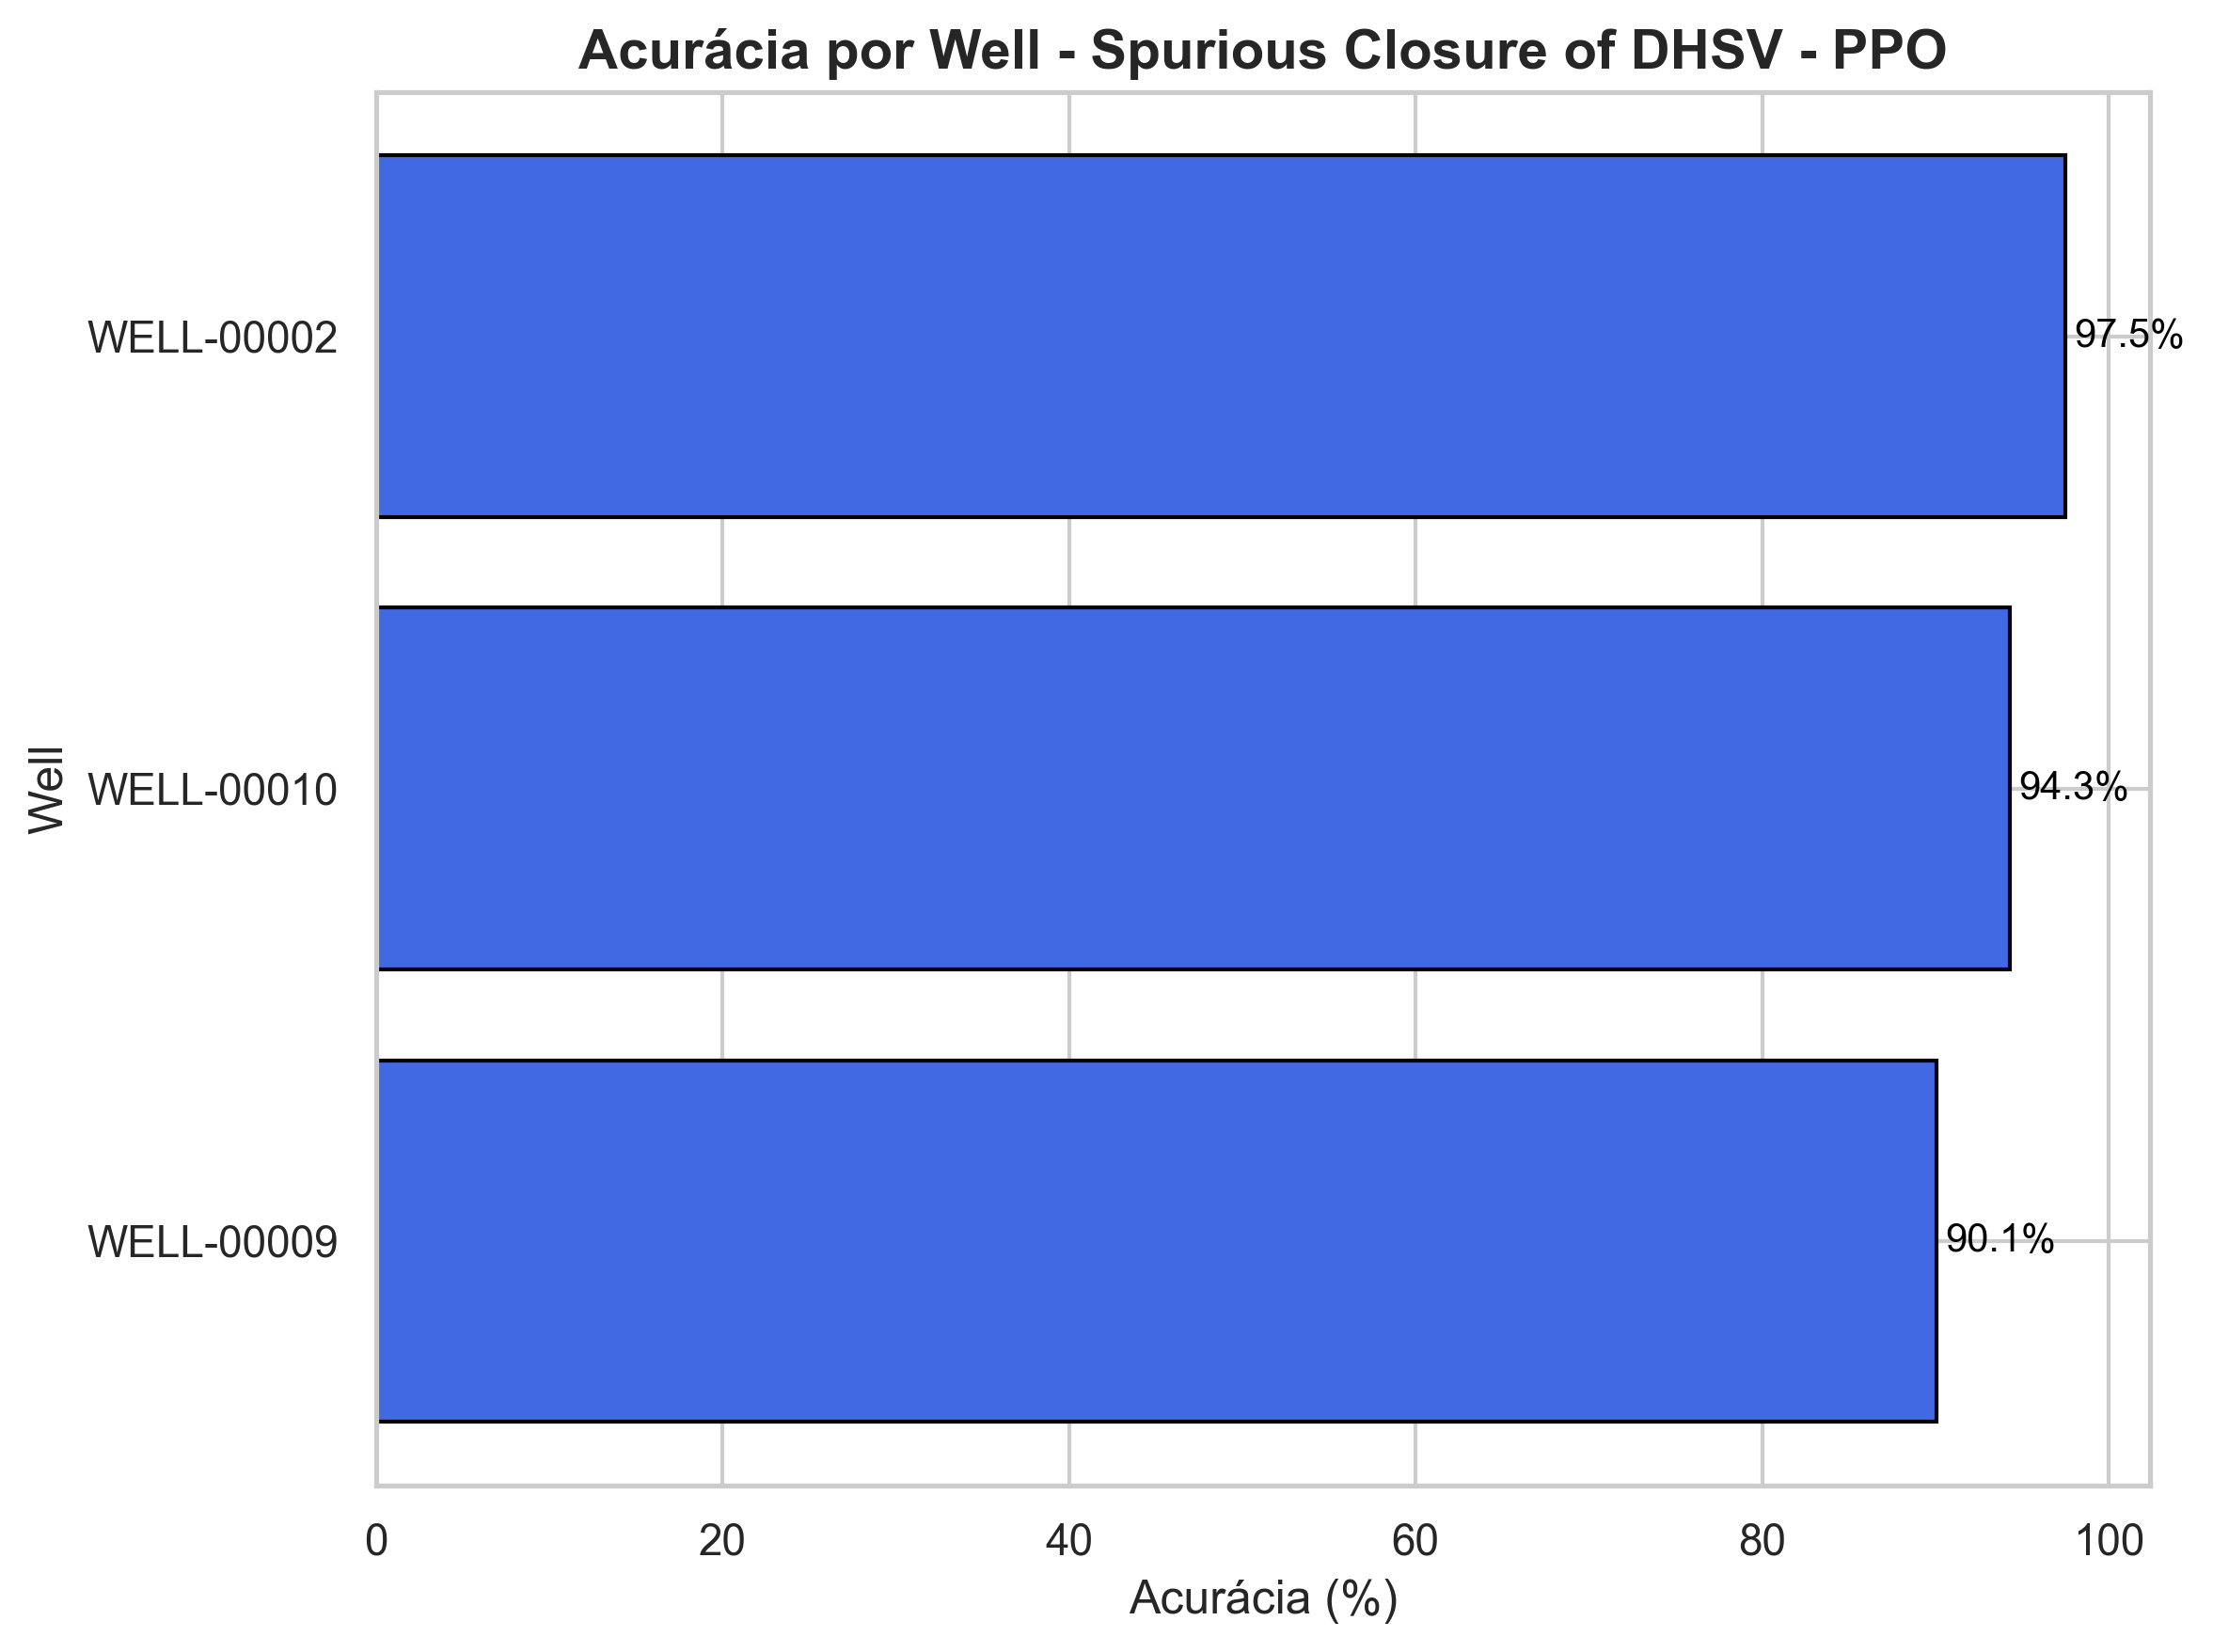 Acurácia por Well - Spurious Closure of DHSV - PPO
WELL-00002
97.5%
WELL-00010
94.3%
WELL-00009
90.1%
Well
0 20 40 60 80 100
Acurácia (%)